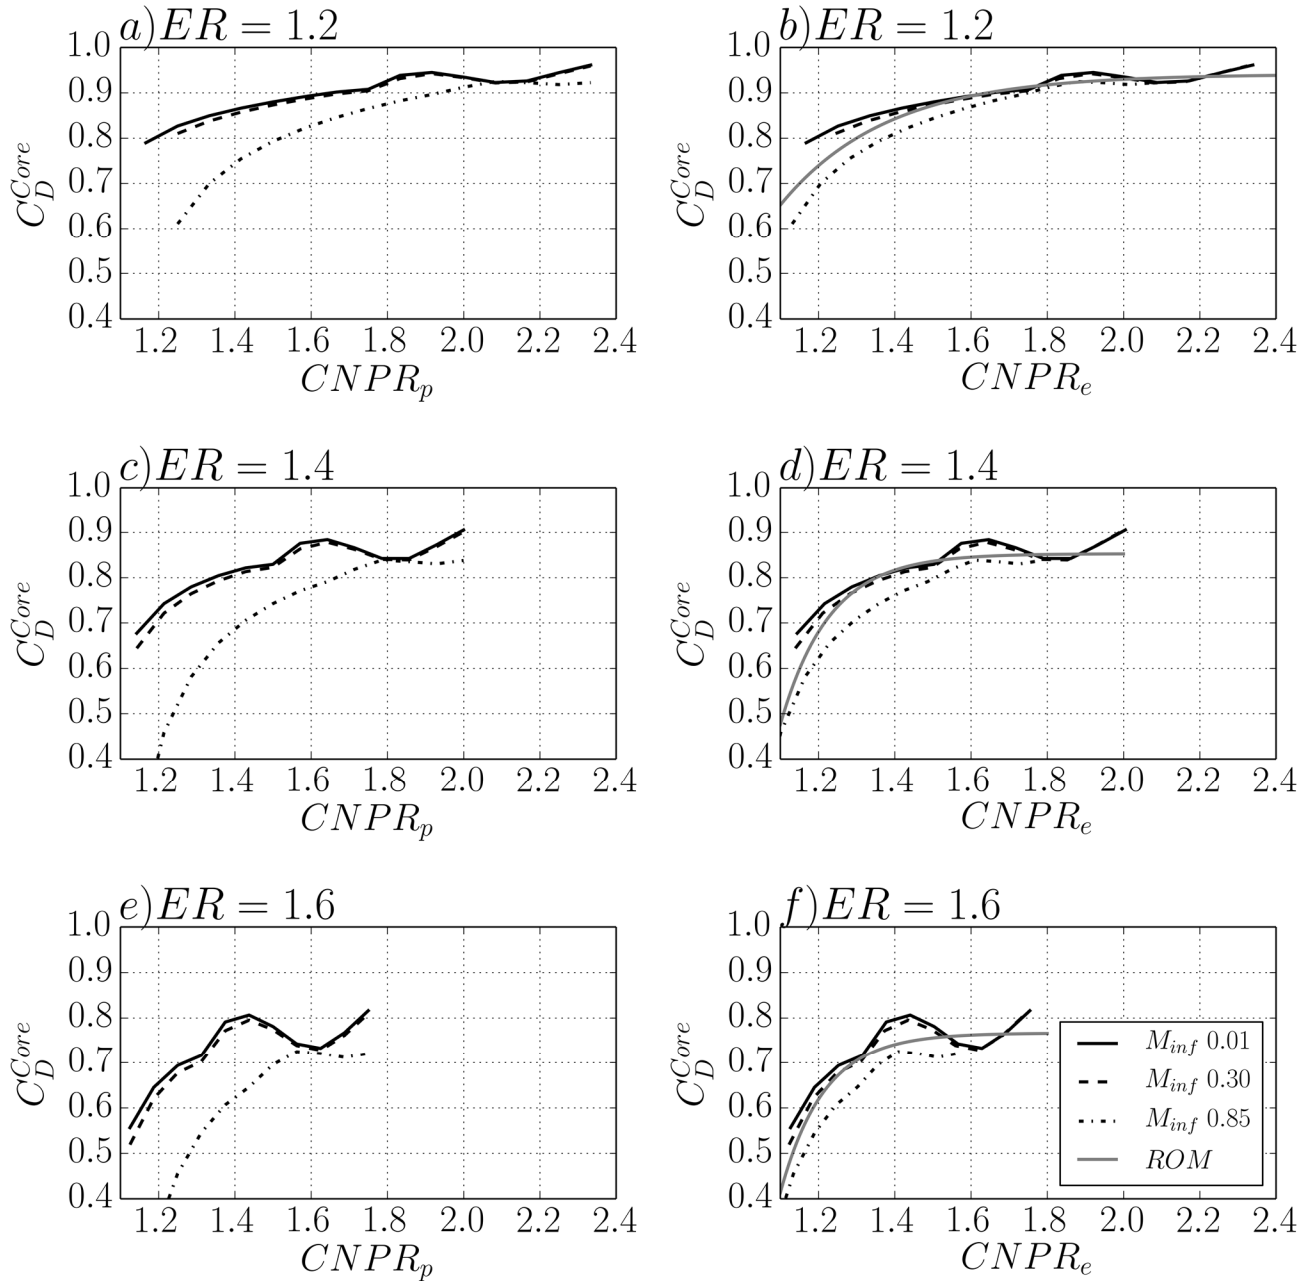 a)ER = 1.2
1.0
0.9
0.8
0.7
0.6
0.5
0.4
C_D^{Core}
1.2 1.4 1.6 1.8 2.0 2.2 2.4
CNPR_p
b)ER = 1.2
1.0
0.9
0.8
0.7
0.6
0.5
0.4
C_D^{Core}
1.2 1.4 1.6 1.8 2.0 2.2 2.4
CNPR_e
c)ER = 1.4
1.0
0.9
0.8
0.7
0.6
0.5
0.4
C_D^{Core}
1.2 1.4 1.6 1.8 2.0 2.2 2.4
CNPR_p
d)ER = 1.4
1.0
0.9
0.8
0.7
0.6
0.5
0.4
C_D^{Core}
1.2 1.4 1.6 1.8 2.0 2.2 2.4
CNPR_e
e)ER = 1.6
1.0
0.9
0.8
0.7
0.6
0.5
0.4
C_D^{Core}
1.2 1.4 1.6 1.8 2.0 2.2 2.4
CNPR_p
f)ER = 1.6
1.0
0.9
0.8
0.7
0.6
0.5
0.4
C_D^{Core}
M_{inf} 0.01
M_{inf} 0.30
M_{inf} 0.85
ROM
1.2 1.4 1.6 1.8 2.0 2.2 2.4
CNPR_e